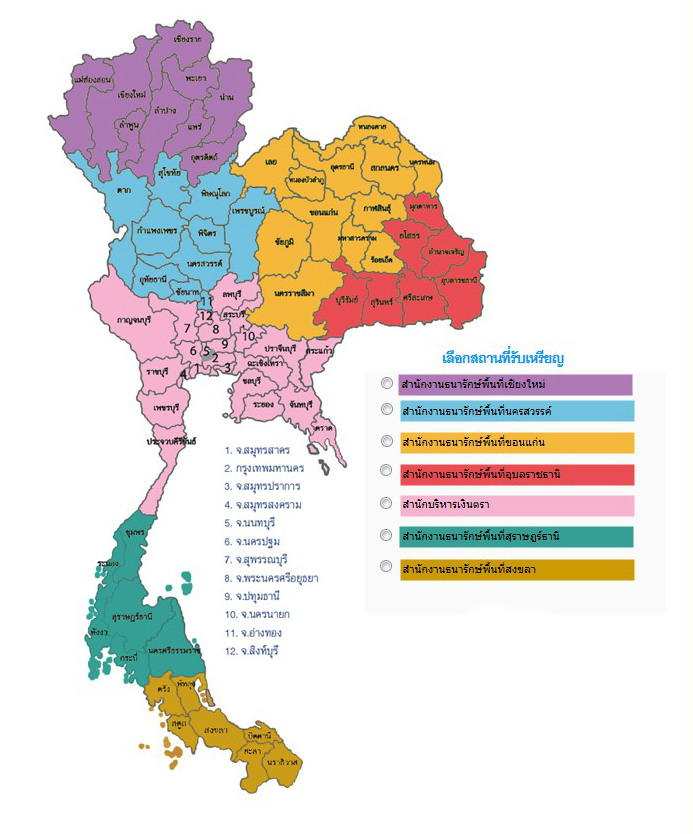 เชียงราย
แม่ฮ่องสอน
พะเยา
เชียงใหม่
น่าน
ลำปาง
ลำพูน
แพร่
อุตรดิตถ์
ตาก
สุโขทัย
พิษณุโลก
เพชรบูรณ์
กำแพงเพชร
พิจิตร
นครสวรรค์
อุทัยธานี
ชัยนาท
หนองคาย
เลย
อุดรธานี
สกลนคร
นครพนม
หนองบัวลำภู
ขอนแก่น
กาฬสินธุ์
มุกดาหาร
ชัยภูมิ
มหาสารคาม
ยโสธร
ร้อยเอ็ด
อำนาจเจริญ
นครราชสีมา
บุรีรัมย์
สุรินทร์
ศรีสะเกษ
อุบลราชธานี
ลพบุรี
11
กาญจนบุรี
12
สระบุรี
7
8
10
9
6
5
2
ปราจีนบุรี
สระแก้ว
ราชบุรี
4
1
3
ฉะเชิงเทรา
ชลบุรี
เพชรบุรี
ระยอง
จันทบุรี
ตราด
ประจวบคีรีขันธ์
ชุมพร
ระนอง
สุราษฎร์ธานี
พังงา
กระบี่
นครศรีธรรมราช
ตรัง
พัทลุง
สตูล
สงขลา
ปัตตานี
ยะลา
นราธิวาส
1. จ.สมุทรสาคร
2. กรุงเทพมหานคร
3. จ.สมุทรปราการ
4. จ.สมุทรสงคราม
5. จ.นนทบุรี
6. จ.นครปฐม
7. จ.สุพรรณบุรี
8. จ.พระนครศรีอยุธยา
9. จ.ปทุมธานี
10. จ.นครนายก
11. จ.อ่างทอง
12. จ.สิงห์บุรี
เลือกสถานที่รับเหรียญ
สำนักงานธนารักษ์พื้นที่เชียงใหม่
สำนักงานธนารักษ์พื้นที่นครสวรรค์
สำนักงานธนารักษ์พื้นที่ขอนแก่น
สำนักงานธนารักษ์พื้นที่อุบลราชธานี
สำนักบริหารเงินตรา
สำนักงานธนารักษ์พื้นที่สุราษฎร์ธานี
สำนักงานธนารักษ์พื้นที่สงขลา